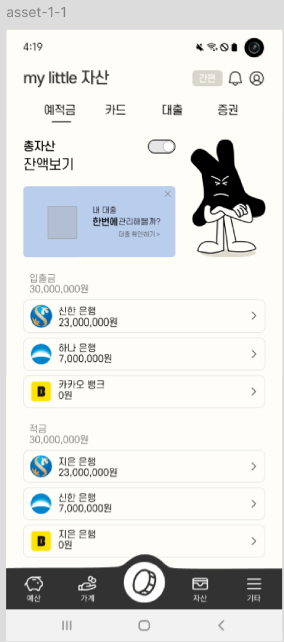 asset-1-1
4:19
my little 자산
간편
예적금 카드 대출 증권
총자산
잔액보기
내 대출
한번에 관리해볼까?
대출 확인하기 >
입출금
30,000,000원
신한 은행
23,000,000원
하나 은행
7,000,000원
카카오 뱅크
0원
적금
30,000,000원
지은 은행
23,000,000원
신한 은행
7,000,000원
지은 은행
0원
예산 가계 자산 기타